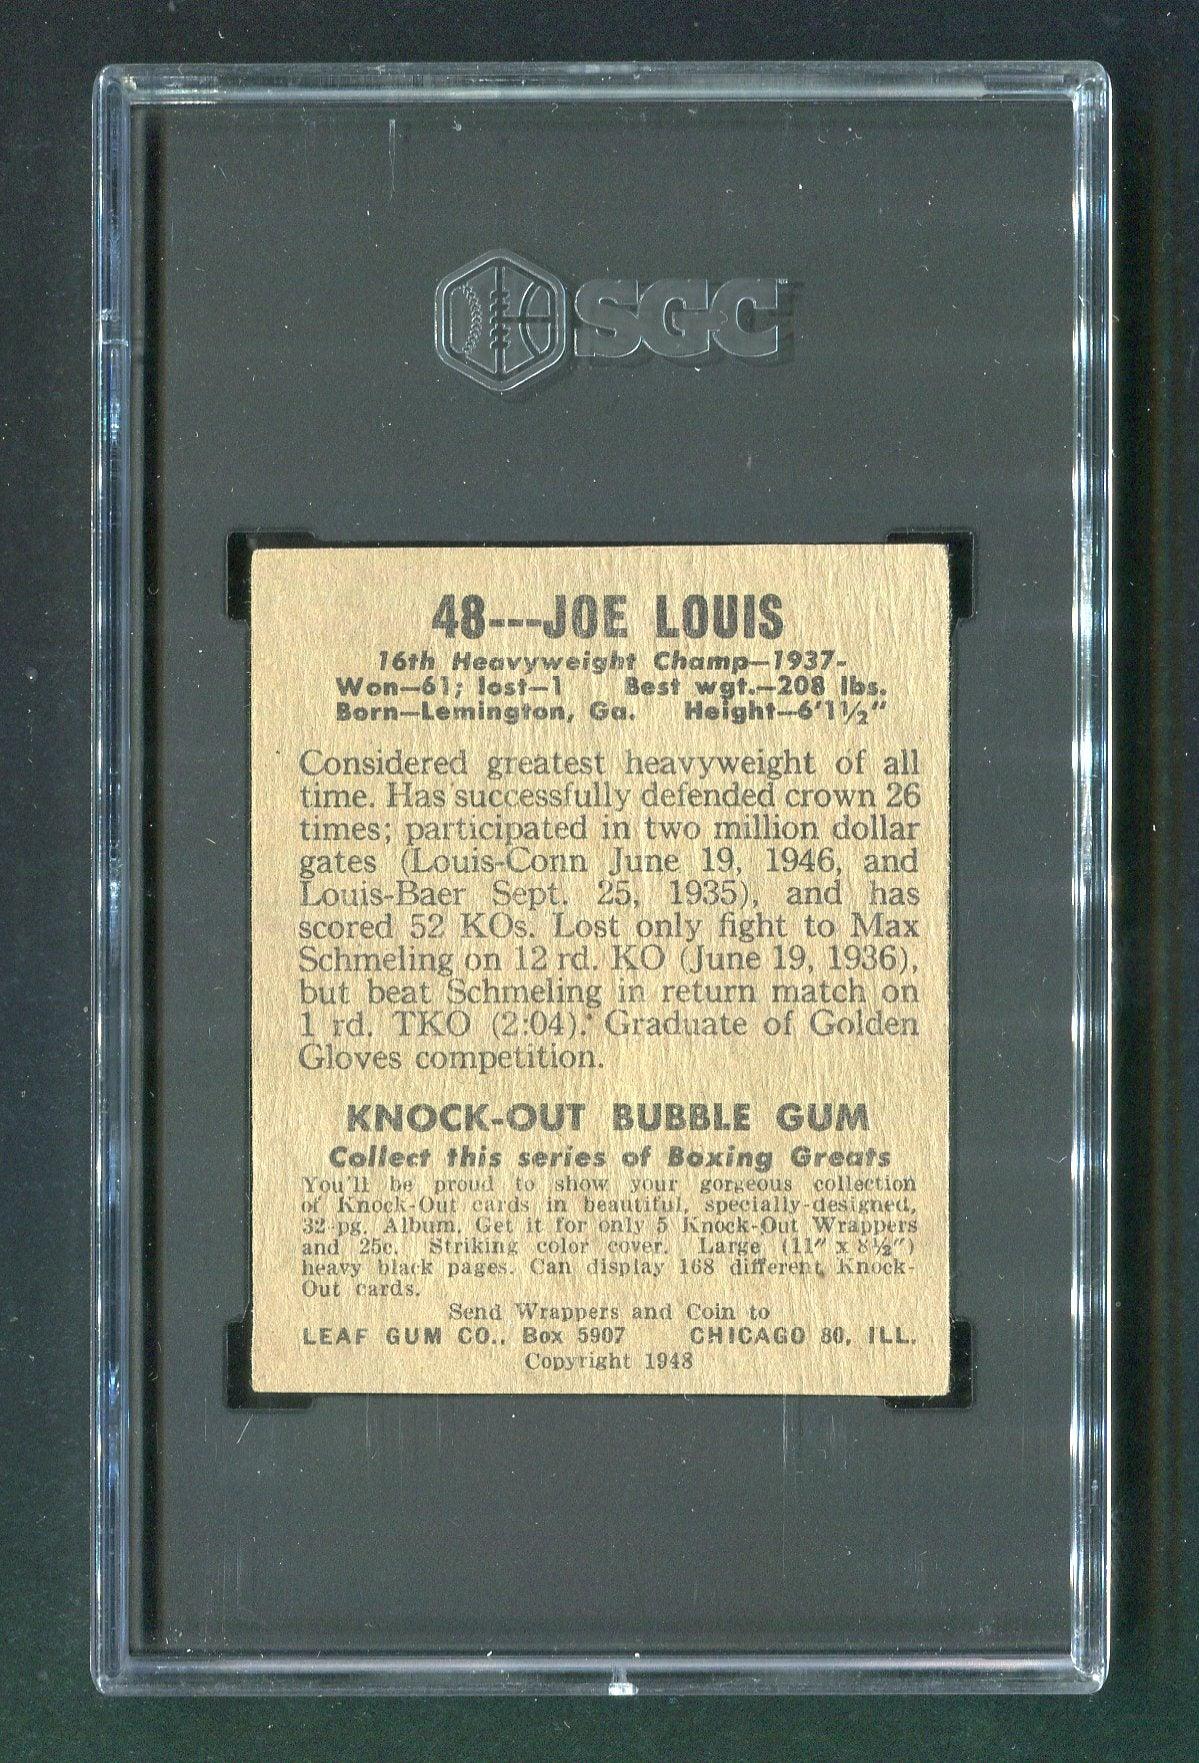 SGC
48---JOE LOUIS
16th Heavyweight Champ—1937-
Won—61; lost—1 Best wgt.—208 lbs.
Born—Lemington, Ga. Height—6'1½"
Considered greatest heavyweight of all
time. Has successfully defended crown 26
times; participated in two million dollar
gates (Louis-Conn June 19, 1946, and
Louis-Baer Sept. 25, 1935), and has
scored 52 KOs. Lost only fight to Max
Schmeling on 12 rd. KO (June 19, 1936),
but beat Schmeling in return match on
1 rd. TKO (2:04). Graduate of Golden
Gloves competition.
KNOCK-OUT BUBBLE GUM
Collect this series of Boxing Greats
You'll be proud to show your gorgeous collection
of Knock-Out cards in beautiful, specially-designed,
32-pg. Album. Get it for only 5 Knock-Out Wrappers
and 25c. Striking color cover. Large (11" x 8½")
heavy black pages. Can display 168 different Knock-
Out cards.
Send Wrappers and Coin to
LEAF GUM CO., Box 5907 CHICAGO 80, ILL.
Copyright 1948